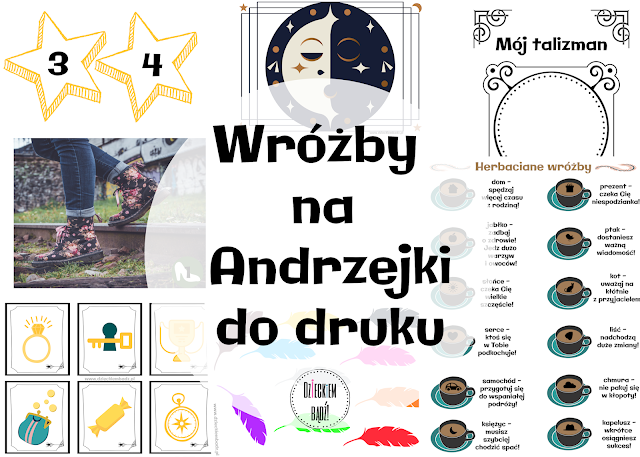 3
4
Wróżby
na
Andrzejki
do druku
Mój talizman
Herbaciane wróżby
dom -
spędzaj
więcej czasu
z rodziną!
prezent -
czeka Cię
niespodzianka!
jabłko -
zadbaj
o zdrowie!
Jedz dużo
warzyw
i owoców!
ptak -
dostaniesz
ważną
wiadomość!
słońce -
czeka Cię
wielkie
szczęście!
kot -
uważaj na
kłótnie
z przyjacielem
serce -
ktoś się
w Tobie
podkochuje!
liść -
nadchodzą
duże zmiany!
samochód -
przygotuj się
do wspaniałej
podróży!
chmura -
nie pakuj się
w kłopoty!
księżyc -
musisz
szybciej
chodzić spać!
kapelusz -
wkrótce
osiągniesz
sukces!
DZIECKIEM
BĄDŹ!